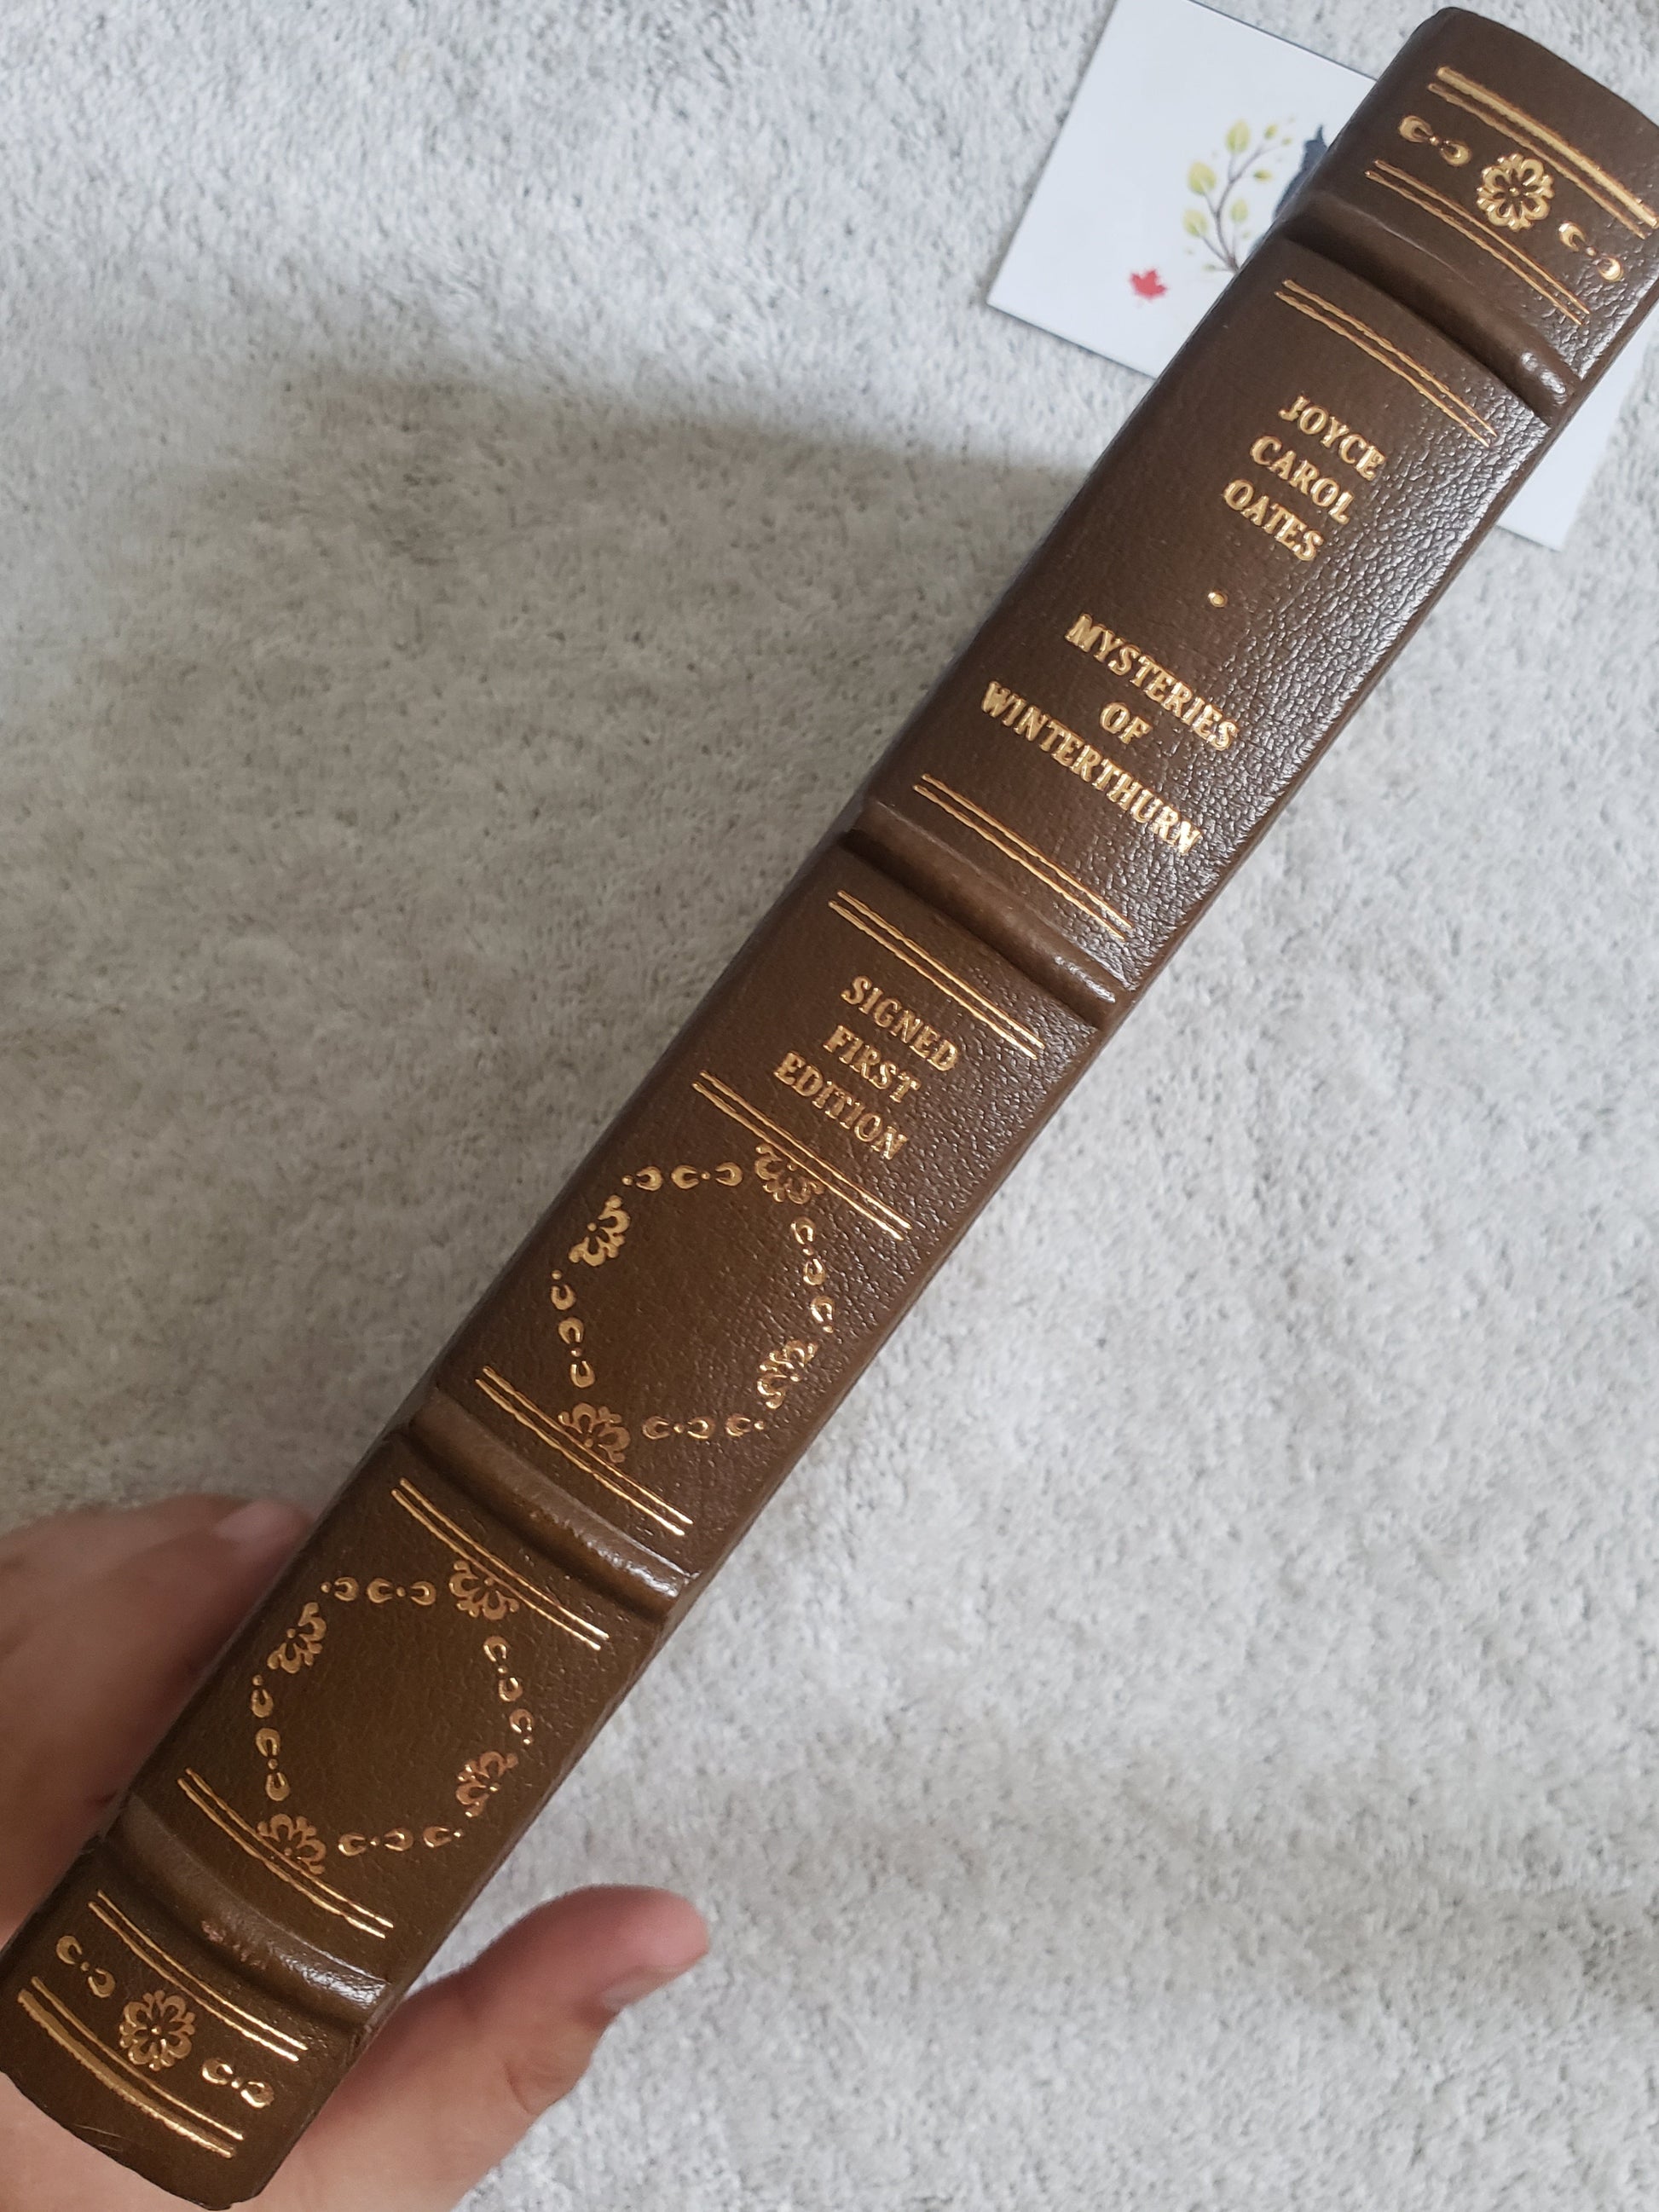 JOYCE
CAROL
OATES
•
MYSTERIES
OF
WINTERTHURN
SIGNED
FIRST
EDITION